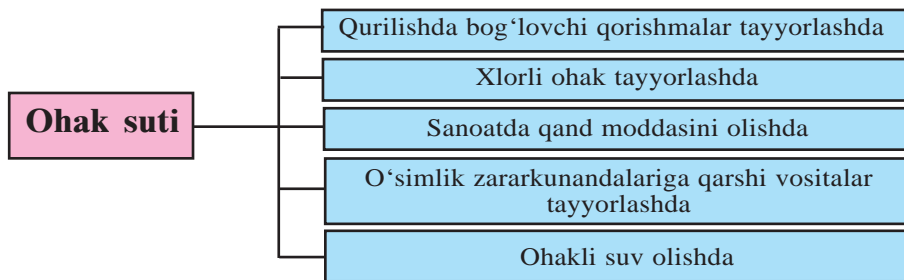 Ohak suti
Qurilishda bog‘lovchi qorishmalar tayyorlashda
Xlorli ohak tayyorlashda
Sanoatda qand moddasini olishda
O‘simlik zararkunandalariga qarshi vositalar
tayyorlashda
Ohakli suv olishda